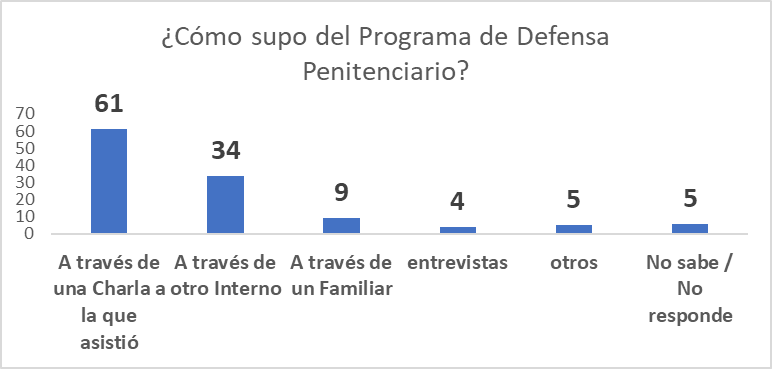 ¿Cómo supo del Programa de Defensa
Penitenciario?
61
34
9
4
5
5
70
60
50
40
30
20
10
0
A través de
una Charla a
la que
asistió
A través de
otro Interno
A través de
un Familiar
entrevistas
otros
No sabe /
No
responde